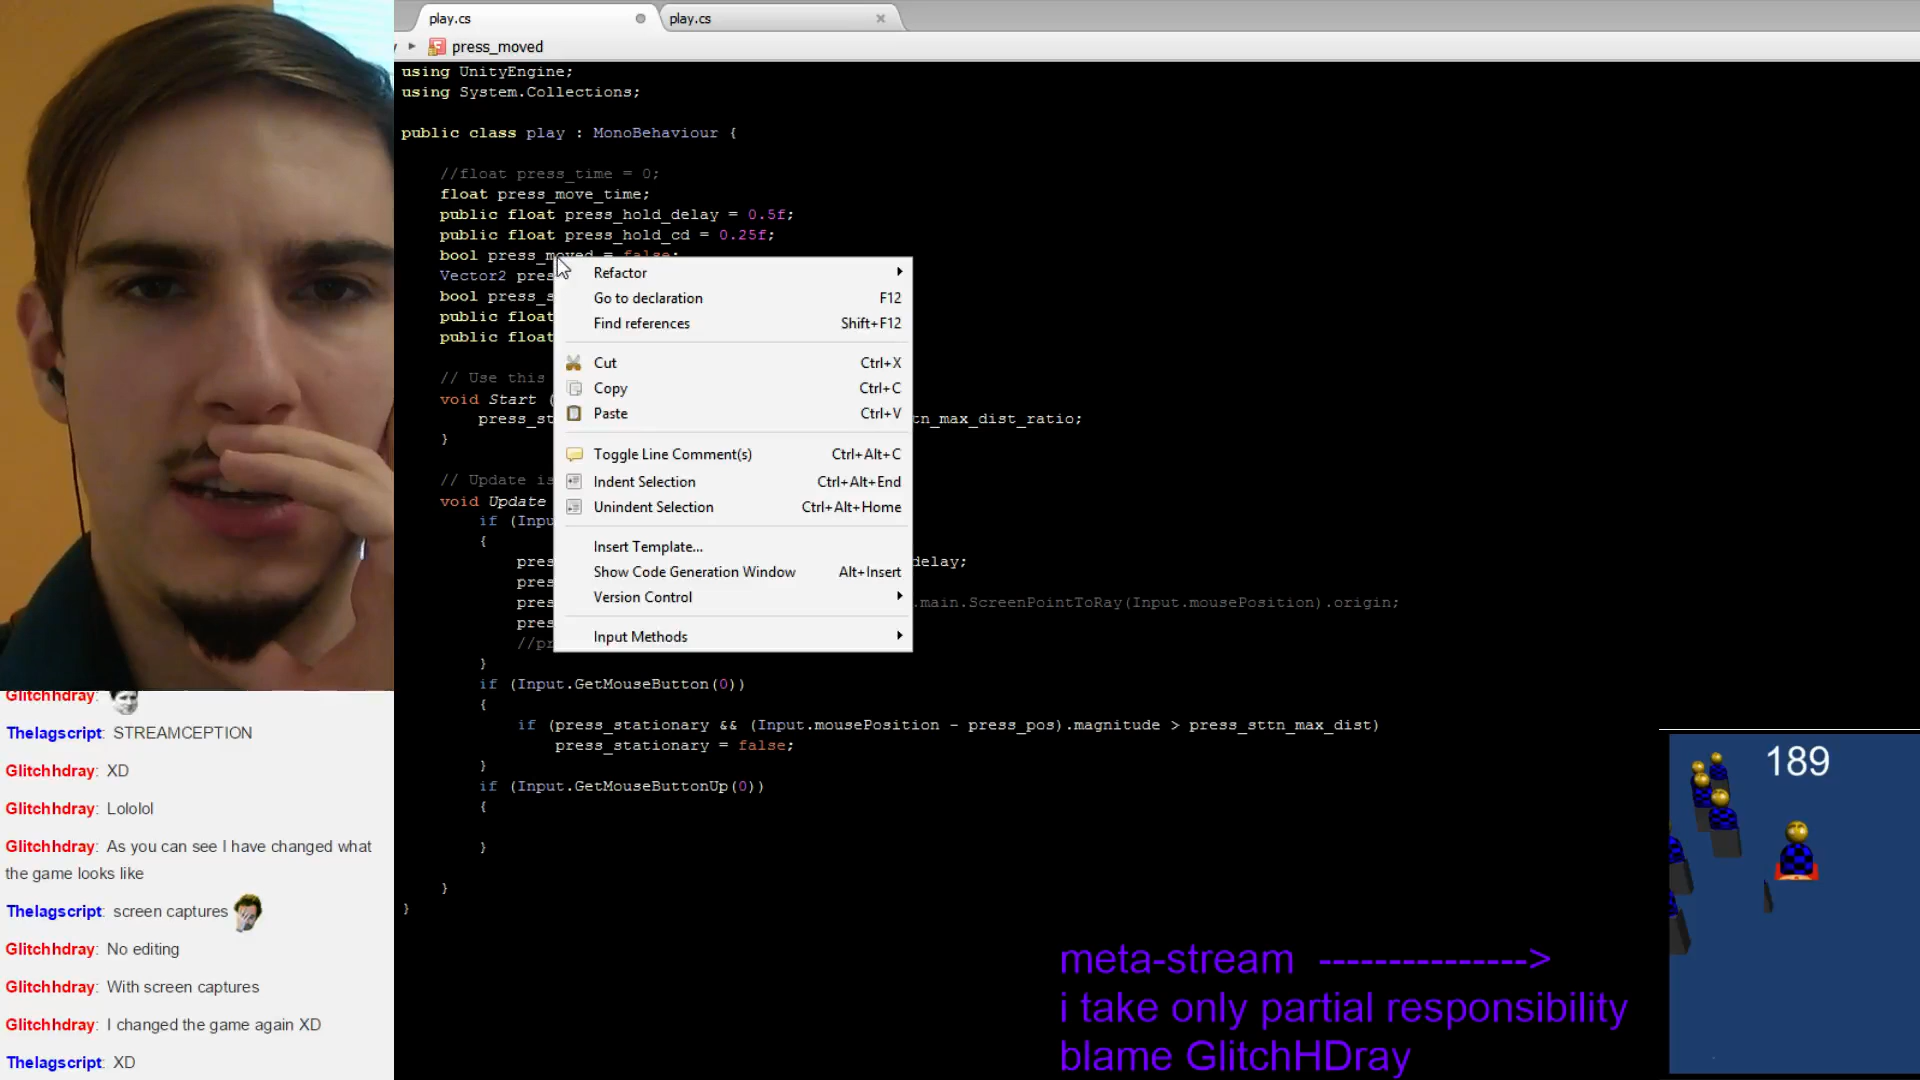 play.cs
play.cs
press_moved
using UnityEngine;
using System.Collections;
public class play : MonoBehaviour {
//float press_time = 0;
float press_move_time;
public float press_hold_delay = 0.5f;
public float press_hold_cd = 0.25f;
bool press_moved = false;
Vector2 pres
bool press_s
public float
public float
// Use this
void Start (
press_st
tn_max_dist_ratio;
}
// Update is
void Update
if (Inpu
{
pres
delay;
pres
pres
.main.ScreenPointToRay(Input.mousePosition).origin;
pres
//pr
}
if (Input.GetMouseButton(0))
{
if (press_stationary && (Input.mousePosition - press_pos).magnitude > press_sttn_max_dist)
press_stationary = false;
}
if (Input.GetMouseButtonUp(0))
{
}
}
}
Refactor
Go to declaration F12
Find references Shift+F12
Cut Ctrl+X
Copy Ctrl+C
Paste Ctrl+V
Toggle Line Comment(s) Ctrl+Alt+C
Indent Selection Ctrl+Alt+End
Unindent Selection Ctrl+Alt+Home
Insert Template...
Show Code Generation Window Alt+Insert
Version Control
Input Methods
Glitchhdray:
Thelagscript: STREAMCEPTION
Glitchhdray: XD
Glitchhdray: Lololol
Glitchhdray: As you can see I have changed what
the game looks like
Thelagscript: screen captures
Glitchhdray: No editing
Glitchhdray: With screen captures
Glitchhdray: I changed the game again XD
Thelagscript: XD
189
meta-stream --------------->
i take only partial responsibility
blame GlitchHDray